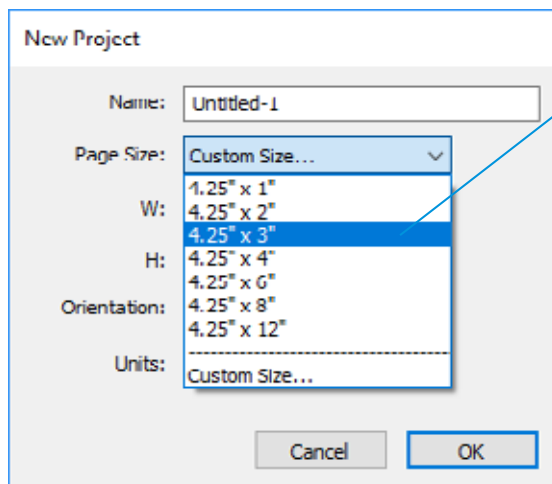 New Project
Name: Untitled-1
Page Size: Custom Size...
4.25" x 1"
W:
4.25" x 2"
4.25" x 3"
H:
4.25" x 4"
4.25" x 6"
Orientation:
4.25" x 8"
4.25" x 12"
Units:
Custom Size...
Cancel OK